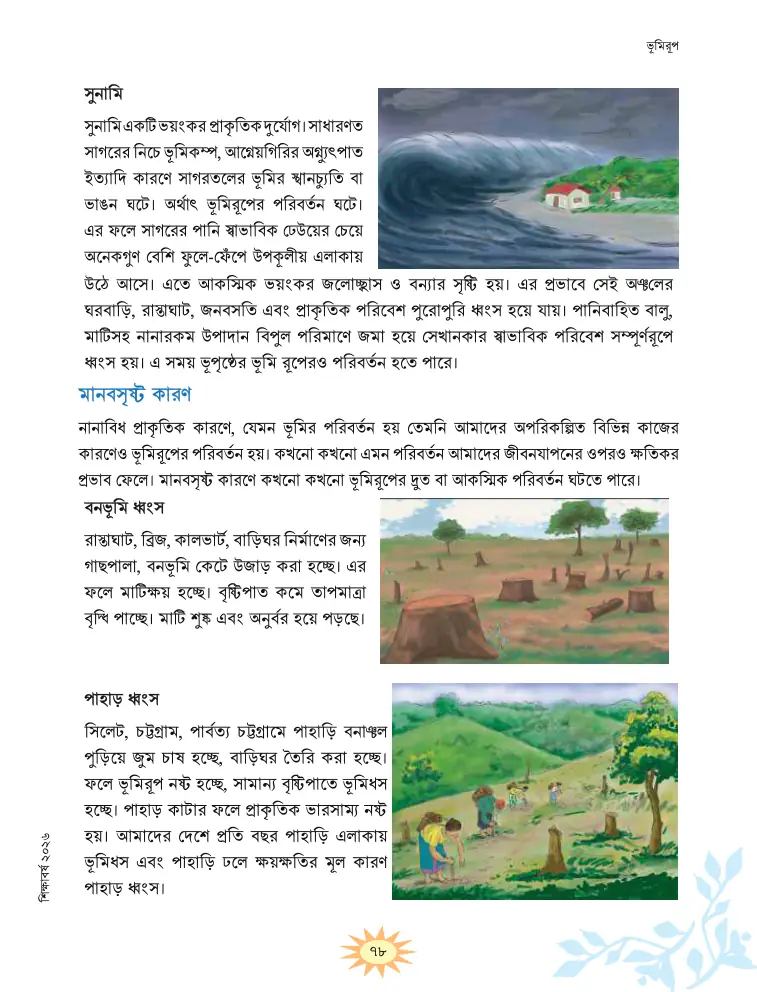 ভূমিরূপ
সুনামি
সুনামি একটি ভয়ংকর প্রাকৃতিক দুর্যোগ। সাধারণত
সাগরের নিচে ভূমিকম্প, আগ্নেয়গিরির অগ্ন্যুৎপাত
ইত্যাদি কারণে সাগরতলের ভূমির স্থানচ্যুতি বা
ভাঙন ঘটে। অর্থাৎ ভূমিরূপের পরিবর্তন ঘটে।
এর ফলে সাগরের পানি স্বাভাবিক ঢেউয়ের চেয়ে
অনেকগুণ বেশি ফুলে-ফেঁপে উপকূলীয় এলাকায়
উঠে আসে। এতে আকস্মিক ভয়ংকর জলোচ্ছ্বাস ও বন্যার সৃষ্টি হয়। এর প্রভাবে সেই অঞ্চলের
ঘরবাড়ি, রাস্তাঘাট, জনবসতি এবং প্রাকৃতিক পরিবেশ পুরোপুরি ধ্বংস হয়ে যায়। পানিবাহিত বালু,
মাটিসহ নানারকম উপাদান বিপুল পরিমাণে জমা হয়ে সেখানকার স্বাভাবিক পরিবেশ সম্পূর্ণরূপে
ধ্বংস হয়। এ সময় ভূপৃষ্ঠের ভূমি রূপেরও পরিবর্তন হতে পারে।
মানবসৃষ্ট কারণ
নানাবিধ প্রাকৃতিক কারণে, যেমন ভূমির পরিবর্তন হয় তেমনি আমাদের অপরিকল্পিত বিভিন্ন কাজের
কারণেও ভূমিরূপের পরিবর্তন হয়। কখনো কখনো এমন পরিবর্তন আমাদের জীবনযাপনের ওপরও ক্ষতিকর
প্রভাব ফেলে। মানবসৃষ্ট কারণে কখনো কখনো ভূমিরূপের দ্রুত বা আকস্মিক পরিবর্তন ঘটতে পারে।
বনভূমি ধ্বংস
রাস্তাঘাট, ব্রিজ, কালভার্ট, বাড়িঘর নির্মাণের জন্য
গাছপালা, বনভূমি কেটে উজাড় করা হচ্ছে। এর
ফলে মাটিক্ষয় হচ্ছে। বৃষ্টিপাত কমে তাপমাত্রা
বৃদ্ধি পাচ্ছে। মাটি শুষ্ক এবং অনুর্বর হয়ে পড়ছে।
পাহাড় ধ্বংস
সিলেট, চট্টগ্রাম, পার্বত্য চট্টগ্রামে পাহাড়ি বনাঞ্চল
পুড়িয়ে জুম চাষ হচ্ছে, বাড়িঘর তৈরি করা হচ্ছে।
ফলে ভূমিরূপ নষ্ট হচ্ছে, সামান্য বৃষ্টিপাতে ভূমিধস
হচ্ছে। পাহাড় কাটার ফলে প্রাকৃতিক ভারসাম্য নষ্ট
হয়। আমাদের দেশে প্রতি বছর পাহাড়ি এলাকায়
ভূমিধস এবং পাহাড়ি ঢলে ক্ষয়ক্ষতির মূল কারণ
পাহাড় ধ্বংস।
শিক্ষাবর্ষ ২০২৬
৭৮